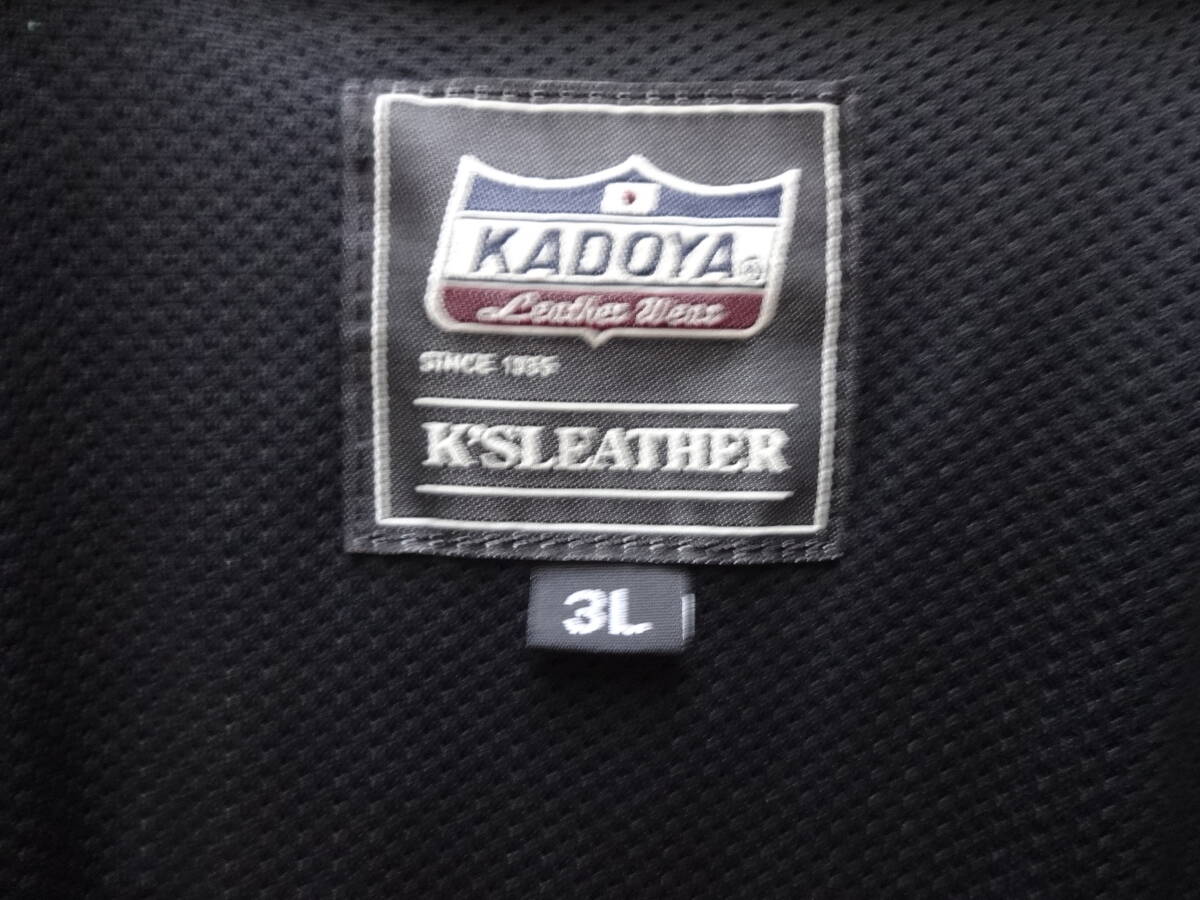 KADOYA®
Leather Wear
SINCE 1935
K'SLEATHER
3L